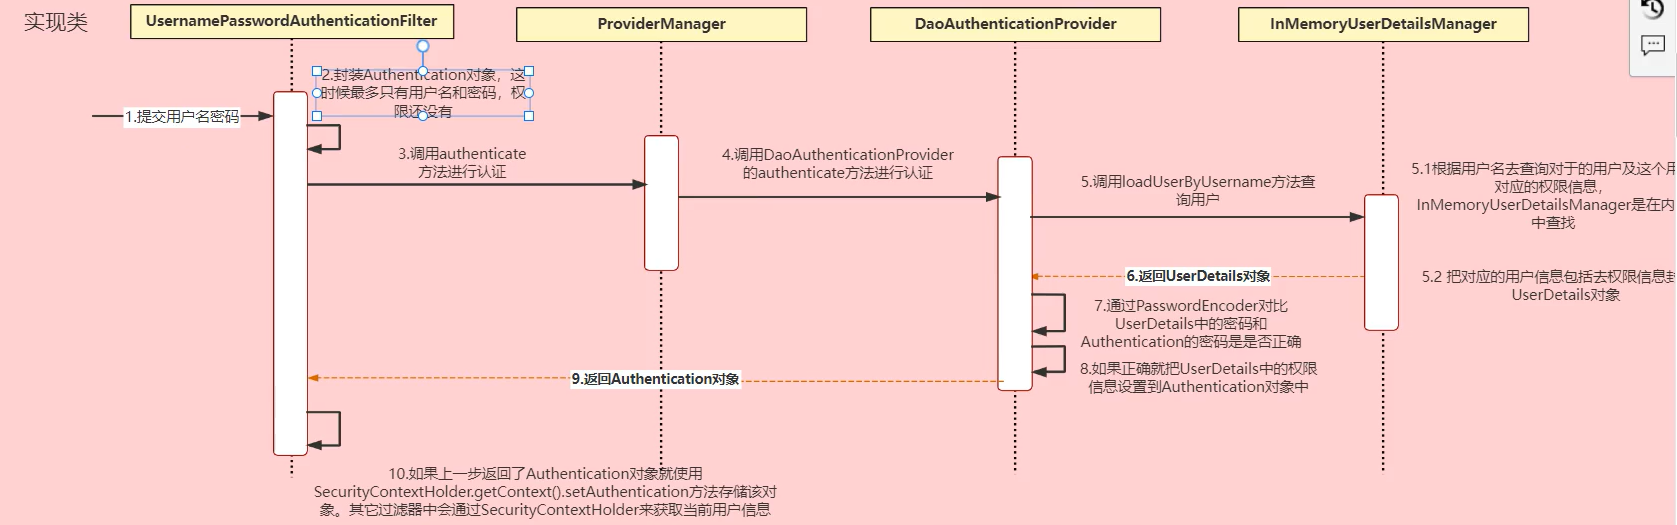 实现类
UsernamePasswordAuthenticationFilter
ProviderManager
DaoAuthenticationProvider
InMemoryUserDetailsManager
1.提交用户名密码
2.封装Authentication对象，这
时候最多只有用户名和密码，权
限还没有
3.调用authenticate
方法进行认证
4.调用DaoAuthenticationProvider
的authenticate方法进行认证
5.调用loadUserByUsername方法查
询用户
5.1根据用户名去查询对于的用户及这个用
对应的权限信息，
InMemoryUserDetailsManager是在内
中查找
5.2 把对应的用户信息包括去权限信息封
UserDetails对象
6.返回UserDetails对象
7.通过PasswordEncoder对比
UserDetails中的密码和
Authentication的密码是是否正确
8.如果正确就把UserDetails中的权限
信息设置到Authentication对象中
9.返回Authentication对象
10.如果上一步返回了Authentication对象就使用
SecurityContextHolder.getContext().setAuthentication方法存储该对
象。其它过滤器中会通过SecurityContextHolder来获取当前用户信息